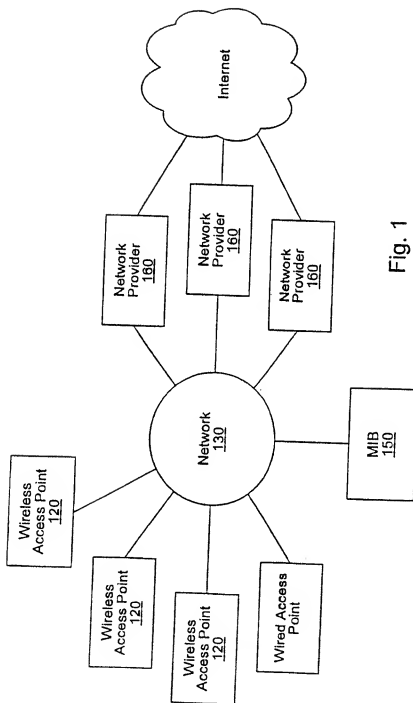 Wireless
Access Point
120
Wireless
Access Point
120
Wireless
Access Point
120
Wired Access
Point
Network
130
MIB
150
Network
Provider
160
Network
Provider
160
Network
Provider
160
Internet
Fig. 1